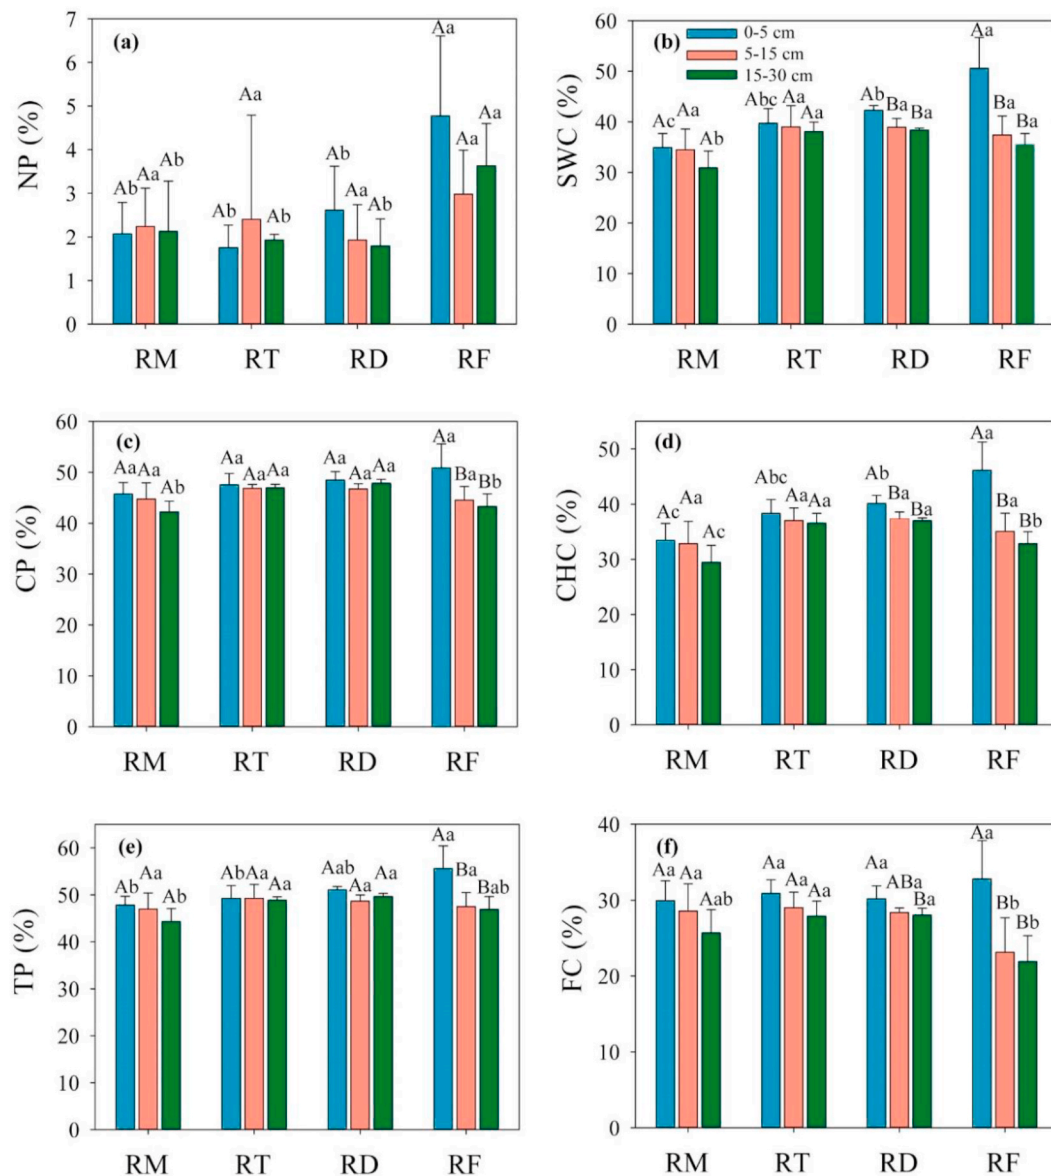 (a)
NP (%)
7
6
5
4
3
2
1
0
Ab Aa Ab
Ab Aa Ab
Ab Aa Ab
Aa Aa Aa
RM RT RD RF
(b)
0-5 cm
5-15 cm
15-30 cm
SWC (%)
60
50
40
30
20
10
0
Ac Aa Ab
Abc Aa Aa
Ab Ba Ba
Aa Ba Ba
RM RT RD RF
(c)
CP (%)
60
50
40
30
20
10
0
Aa Aa Ab
Aa Aa Aa
Aa Aa Aa
Aa Ba Bb
RM RT RD RF
(d)
CHC (%)
50
40
30
20
10
0
Ac Aa Ac
Abc Aa Aa
Ab Ba Ba
Aa Ba Bb
RM RT RD RF
(e)
TP (%)
60
50
40
30
20
10
0
Ab Aa Ab
Ab Aa Aa
Aab Aa Aa
Aa Ba Bab
RM RT RD RF
(f)
FC (%)
40
30
20
10
0
Aa Aa Aab
Aa Aa Aa
Aa ABa Ba
Aa Bb Bb
RM RT RD RF